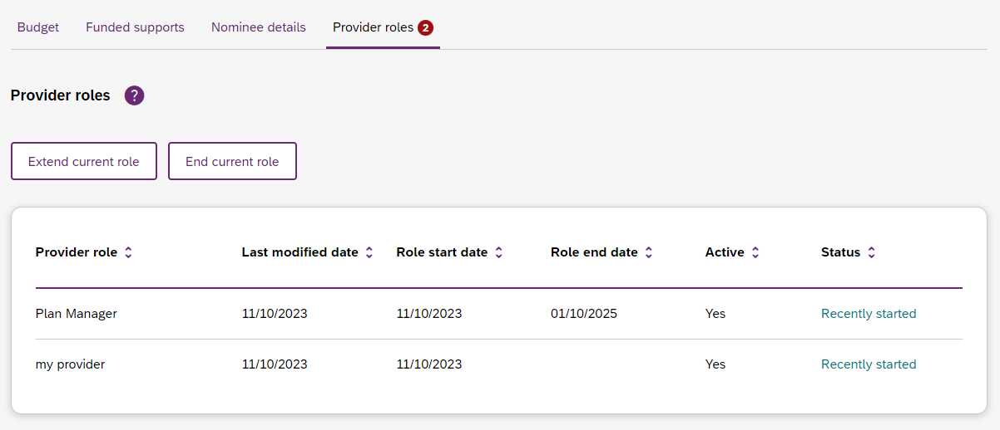 Budget Funded supports Nominee details Provider roles 2
Provider roles ?
Extend current role End current role
Provider role Last modified date Role start date Role end date Active Status
Plan Manager 11/10/2023 11/10/2023 01/10/2025 Yes Recently started
my provider 11/10/2023 11/10/2023 Yes Recently started